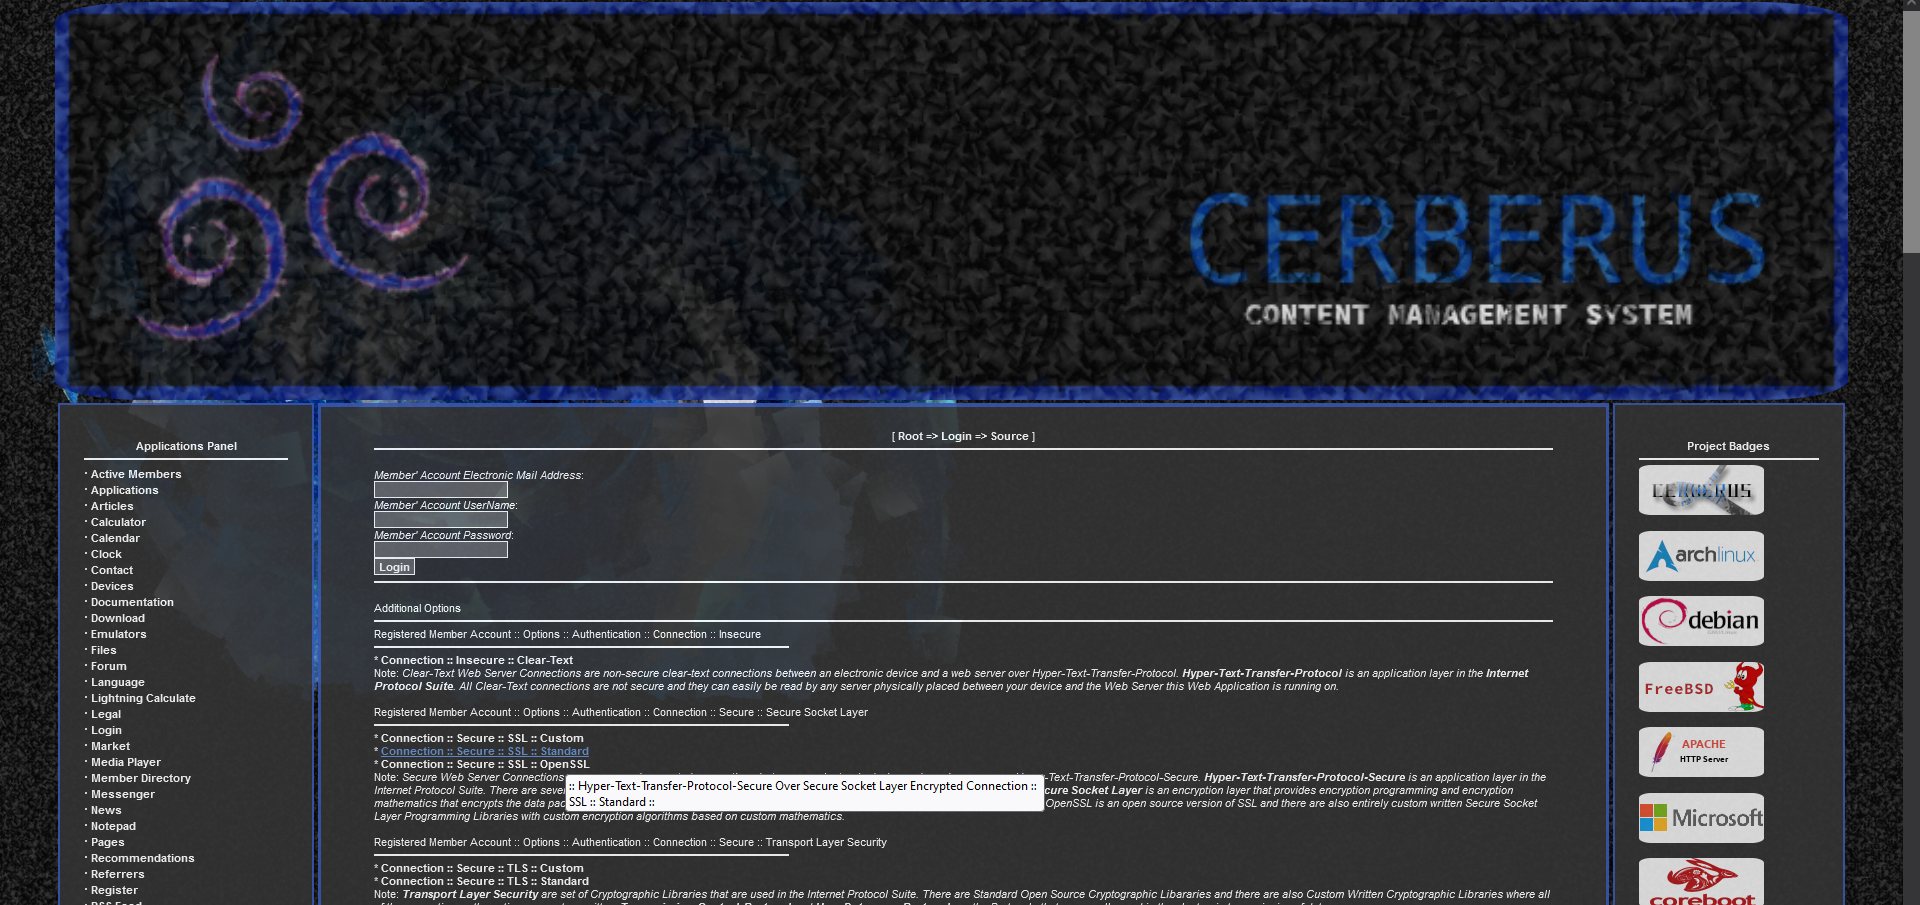 CERBERUS
CONTENT MANAGEMENT SYSTEM
Applications Panel
· Active Members
· Applications
· Articles
· Calculator
· Calendar
· Clock
· Contact
· Devices
· Documentation
· Download
· Emulators
· Files
· Forum
· Language
· Lightning Calculate
· Legal
· Login
· Market
· Media Player
· Member Directory
· Messenger
· News
· Notepad
· Pages
· Recommendations
· Referrers
· Register
· RSS Feed
[ Root => Login => Source ]
Member' Account Electronic Mail Address:
Member' Account UserName:
Member' Account Password:
Login
Additional Options
Registered Member Account :: Options :: Authentication :: Connection :: Insecure
* Connection :: Insecure :: Clear-Text
Note: Clear-Text Web Server Connections are non-secure clear-text connections between an electronic device and a web server over Hyper-Text-Transfer-Protocol. Hyper-Text-Transfer-Protocol is an application layer in the Internet
Protocol Suite. All Clear-Text connections are not secure and they can easily be read by any server physically placed between your device and the Web Server this Web Application is running on.
Registered Member Account :: Options :: Authentication :: Connection :: Secure :: Secure Socket Layer
* Connection :: Secure :: SSL :: Custom
* Connection :: Secure :: SSL :: Standard
* Connection :: Secure :: SSL :: OpenSSL
Note: Secure Web Server Connections -Text-Transfer-Protocol-Secure. Hyper-Text-Transfer-Protocol-Secure is an application layer in the
Internet Protocol Suite. There are seve cure Socket Layer is an encryption layer that provides encryption programming and encryption
mathematics that encrypts the data pac OpenSSL is an open source version of SSL and there are also entirely custom written Secure Socket
Layer Programming Libraries with custom encryption algorithms based on custom mathematics.
:: Hyper-Text-Transfer-Protocol-Secure Over Secure Socket Layer Encrypted Connection ::
SSL :: Standard ::
Registered Member Account :: Options :: Authentication :: Connection :: Secure :: Transport Layer Security
* Connection :: Secure :: TLS :: Custom
* Connection :: Secure :: TLS :: Standard
Note: Transport Layer Security are set of Cryptographic Libraries that are used in the Internet Protocol Suite. There are Standard Open Source Cryptographic Libararies and there are also Custom Written Cryptographic Libraries where all
Project Badges
CERBERUS
archlinux
debian
FreeBSD
APACHE
HTTP Server
Microsoft
coreboot